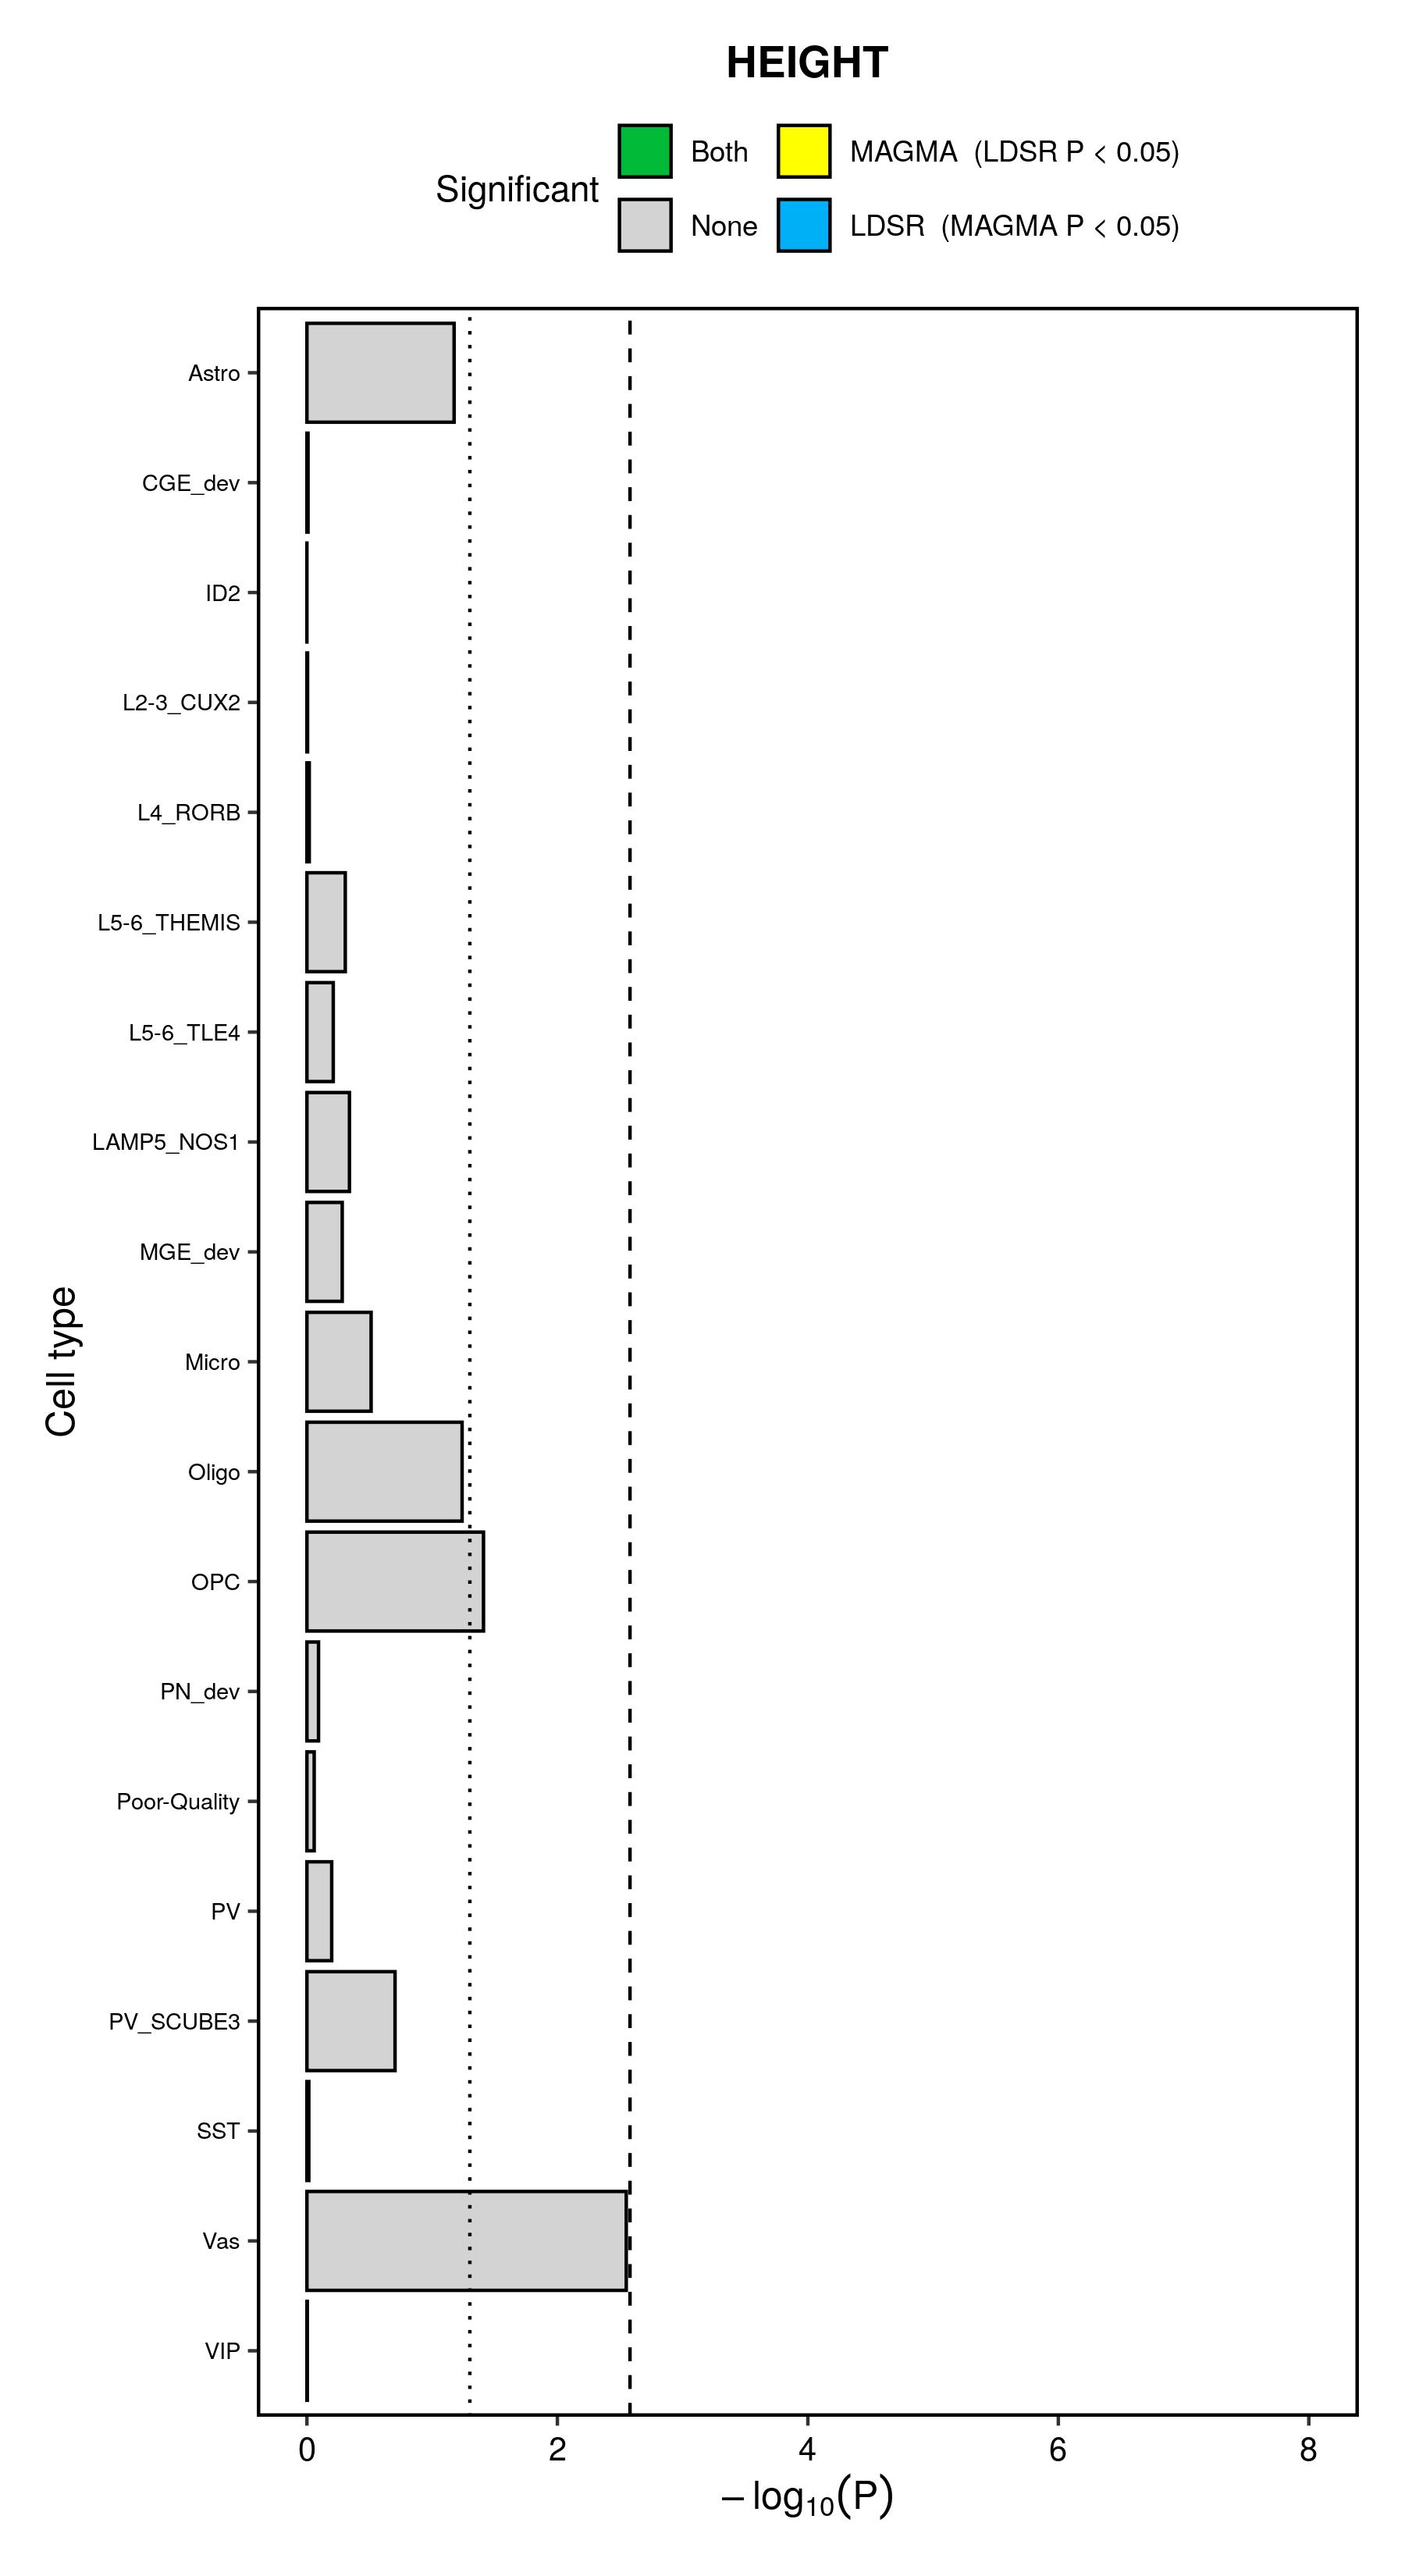 HEIGHT
Significant
Both
MAGMA (LDSR P < 0.05)
None
LDSR (MAGMA P < 0.05)
Cell type
Astro
CGE_dev
ID2
L2-3_CUX2
L4_RORB
L5-6_THEMIS
L5-6_TLE4
LAMP5_NOS1
MGE_dev
Micro
Oligo
OPC
PN_dev
Poor-Quality
PV
PV_SCUBE3
SST
Vas
VIP
0 2 4 6 8
− log₁₀(P)